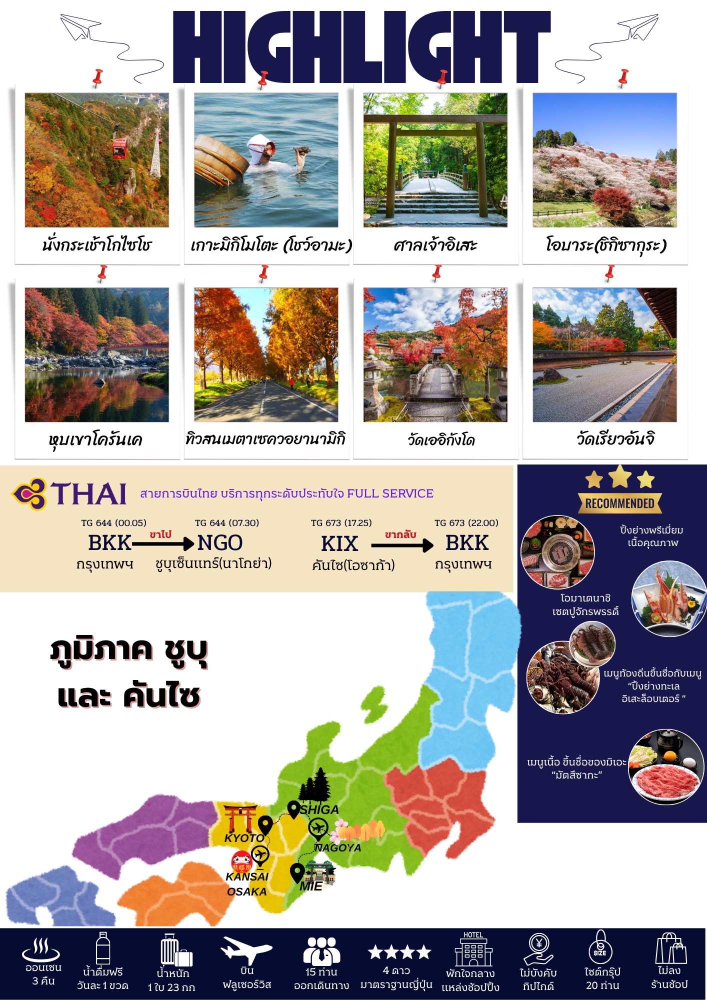 HIGHLIGHT
นั่งกระเช้าโกไซโช
เกาะมิกิโมโตะ (โชว์อามะ)
ศาลเจ้าอิเสะ
โอบาระ(ชิกิซากุระ)
หุบเขาโครันเค
ทิวสนเมตาเซควอยานามิกิ
วัดเออิกังโด
วัดเรียวอันจิ
THAI
สายการบินไทย บริการทุกระดับประทับใจ FULL SERVICE
TG 644 (00.05)
ขาไป
TG 644 (07.30)
BKK
NGO
กรุงเทพฯ
ชูบุเซ็นแทร์(นาโกย่า)
TG 673 (17.25)
ขากลับ
TG 673 (22.00)
KIX
BKK
คันไซ(โอซาก้า)
กรุงเทพฯ
RECOMMENDED
ปิ้งย่างพรีเมี่ยม
เนื้อคุณภาพ
โอมาเตนาชิ
เซตปูจักรพรรดิ์
เมนูท้องถิ่นขึ้นชื่อกับเมนู
“ปิ้งย่างทะเล
อิเสะล็อบเตอร์ ”
เมนูเนื้อ ขึ้นชื่อของมิเอะ
“มัตสึซากะ”
ภูมิภาค ชูบุ
และ คันไซ
SHIGA
KYOTO
NAGOYA
KANSAI
OSAKA
MIE
ออนเซน
3 คืน
น้ำดื่มฟรี
วันละ 1 ขวด
น้ำหนัก
1 ใบ 23 กก
บิน
ฟลูเซอร์วิส
15 ท่าน
ออกเดินทาง
4 ดาว
มาตราฐานญี่ปุ่น
HOTEL
พักใจกลาง
แหล่งช้อปปิ้ง
ไม่บังคับ
ทิปไกด์
SIZE
ไซต์กรุ๊ป
20 ท่าน
ไม่ลง
ร้านช้อป